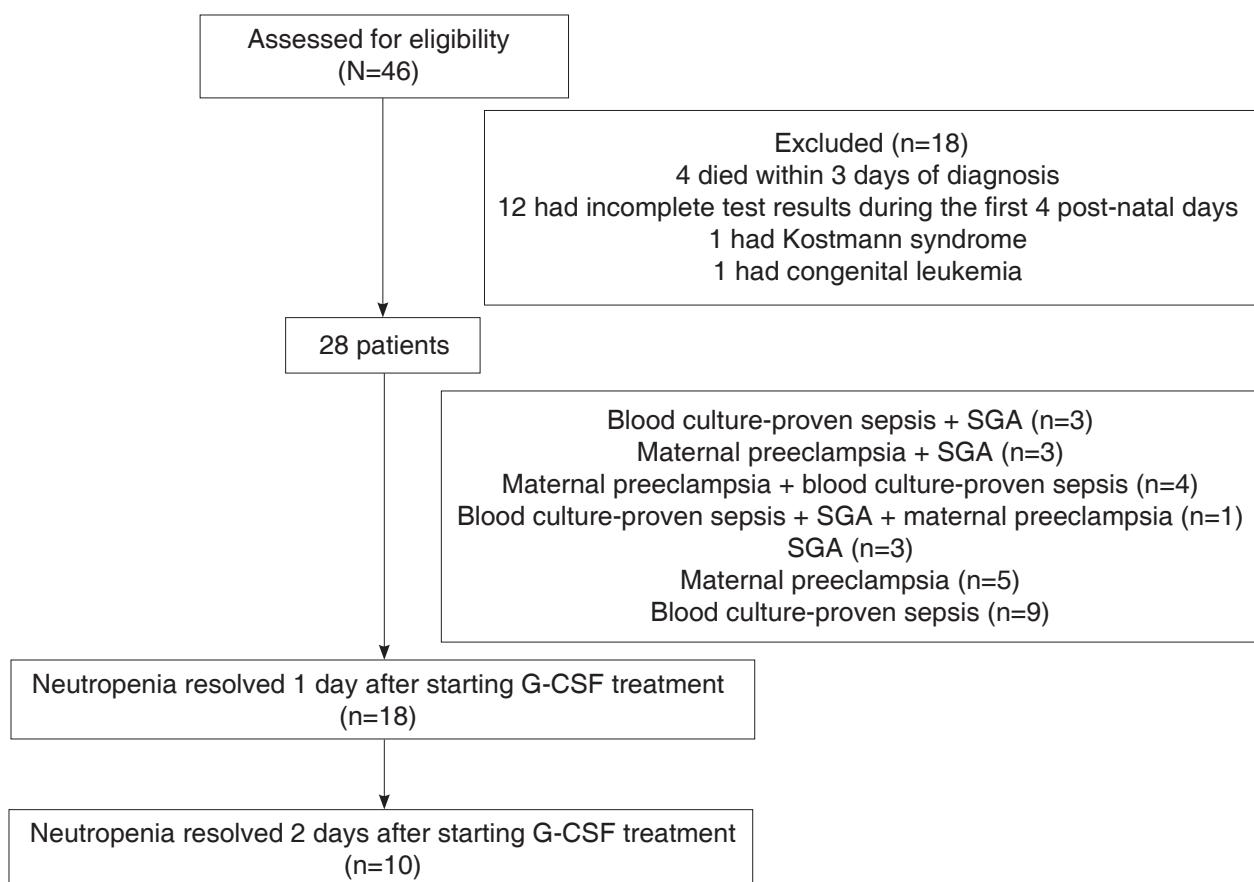 Assessed for eligibility
(N=46)
Excluded (n=18)
4 died within 3 days of diagnosis
12 had incomplete test results during the first 4 post-natal days
1 had Kostmann syndrome
1 had congenital leukemia
28 patients
Blood culture-proven sepsis + SGA (n=3)
Maternal preeclampsia + SGA (n=3)
Maternal preeclampsia + blood culture-proven sepsis (n=4)
Blood culture-proven sepsis + SGA + maternal preeclampsia (n=1)
SGA (n=3)
Maternal preeclampsia (n=5)
Blood culture-proven sepsis (n=9)
Neutropenia resolved 1 day after starting G-CSF treatment
(n=18)
Neutropenia resolved 2 days after starting G-CSF treatment
(n=10)